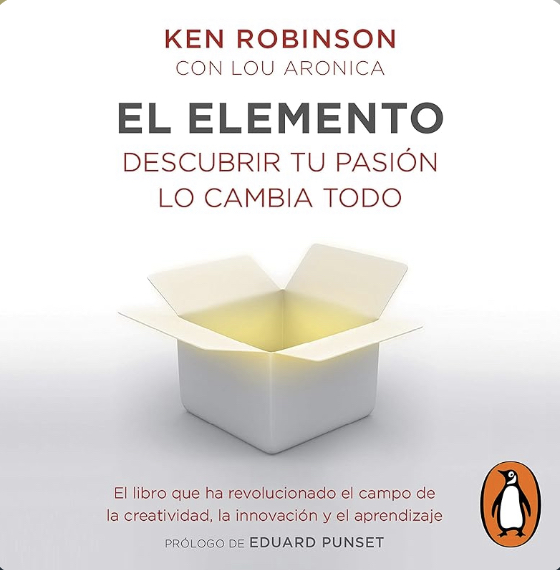 KEN ROBINSON
CON LOU ARONICA
EL ELEMENTO
DESCUBRIR TU PASIÓN
LO CAMBIA TODO
El libro que ha revolucionado el campo de
la creatividad, la innovación y el aprendizaje
PRÓLOGO DE EDUARD PUNSET